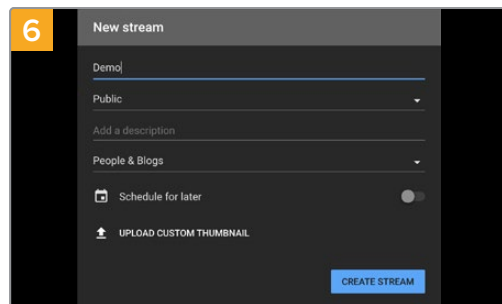 6
New stream
Demo
Public
Add a description
People & Blogs
Schedule for later
UPLOAD CUSTOM THUMBNAIL
CREATE STREAM